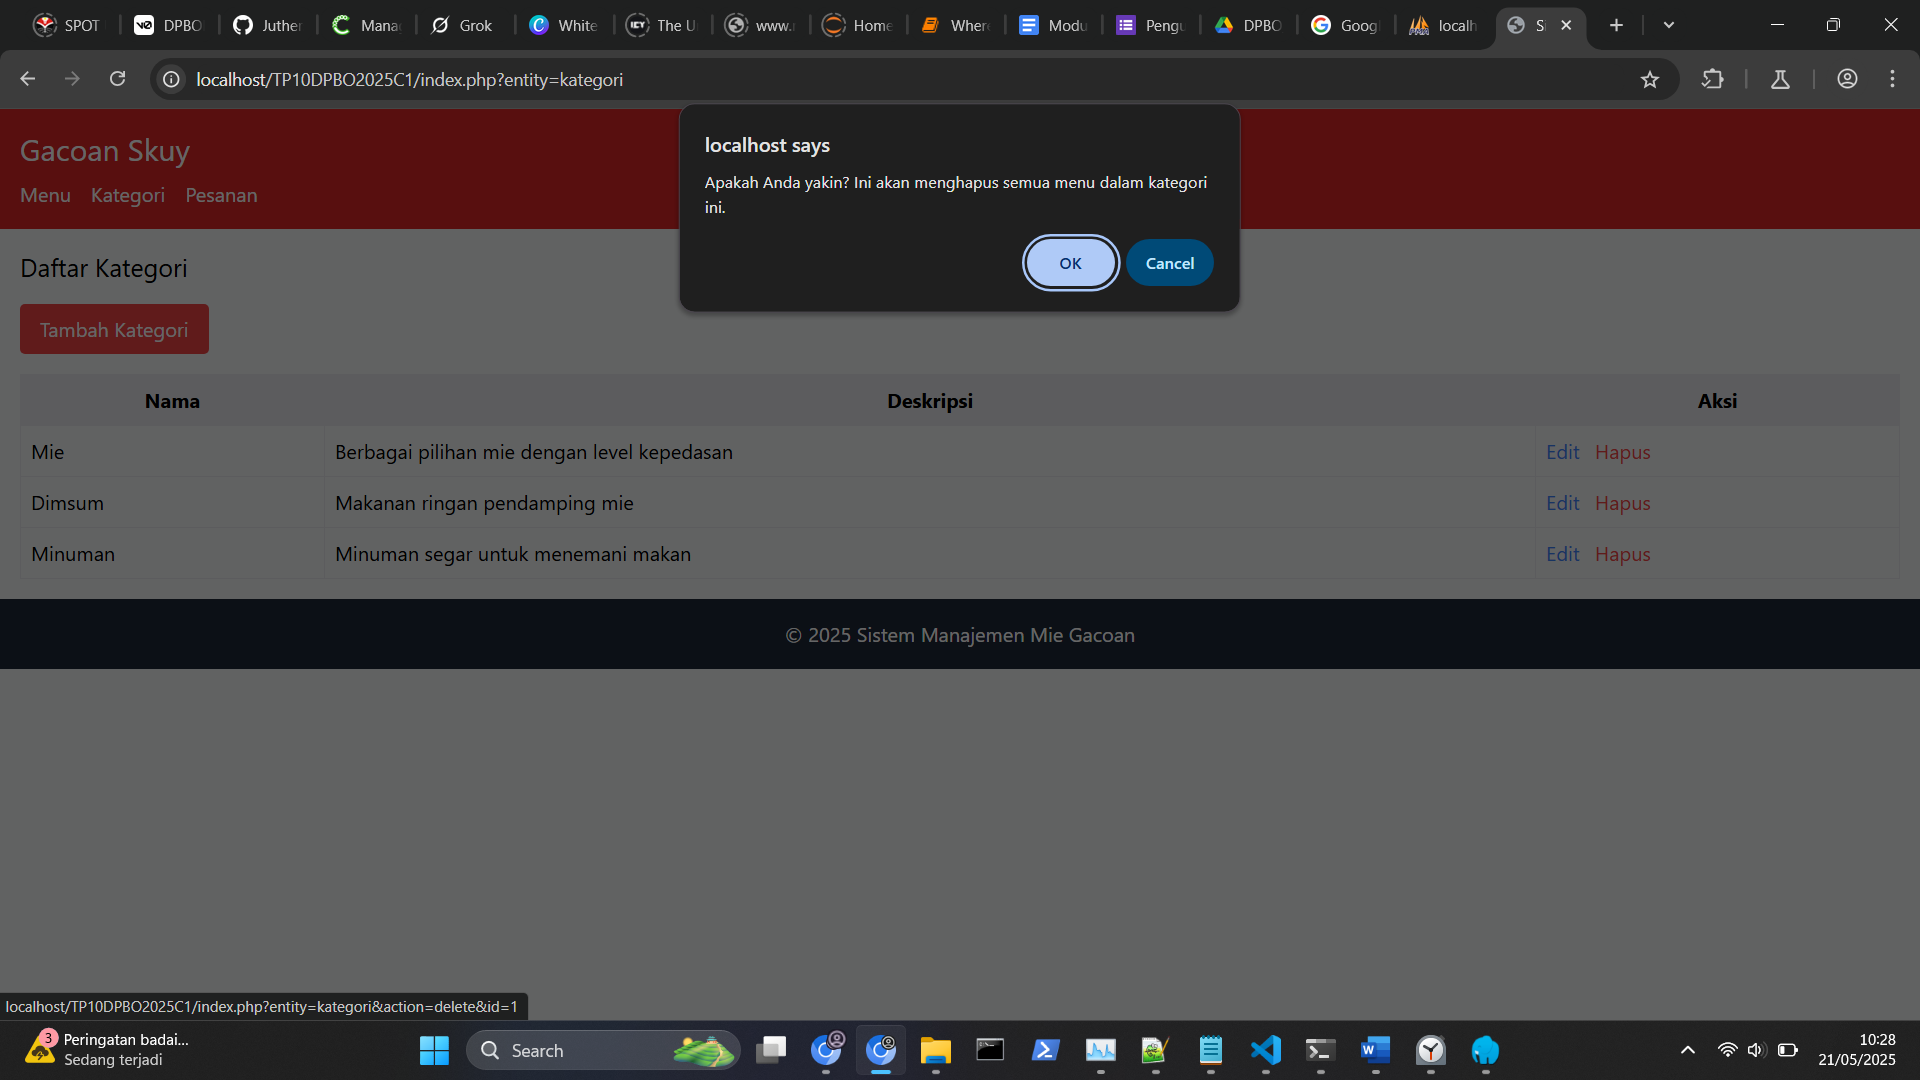 SPOT
DPBO
Juther
Mana
Grok
White
The U
www.
Home
Where
Modu
Pengu
DPBO
Goog
localh
Si
localhost/TP10DPBO2025C1/index.php?entity=kategori
Gacoan Skuy
Menu Kategori Pesanan
localhost says
Apakah Anda yakin? Ini akan menghapus semua menu dalam kategori
ini.
OK Cancel
Daftar Kategori
Tambah Kategori
Nama Deskripsi Aksi
Mie Berbagai pilihan mie dengan level kepedasan Edit Hapus
Dimsum Makanan ringan pendamping mie Edit Hapus
Minuman Minuman segar untuk menemani makan Edit Hapus
© 2025 Sistem Manajemen Mie Gacoan
localhost/TP10DPBO2025C1/index.php?entity=kategori&action=delete&id=1
3
Peringatan badai...
Sedang terjadi
Search
10:28
21/05/2025